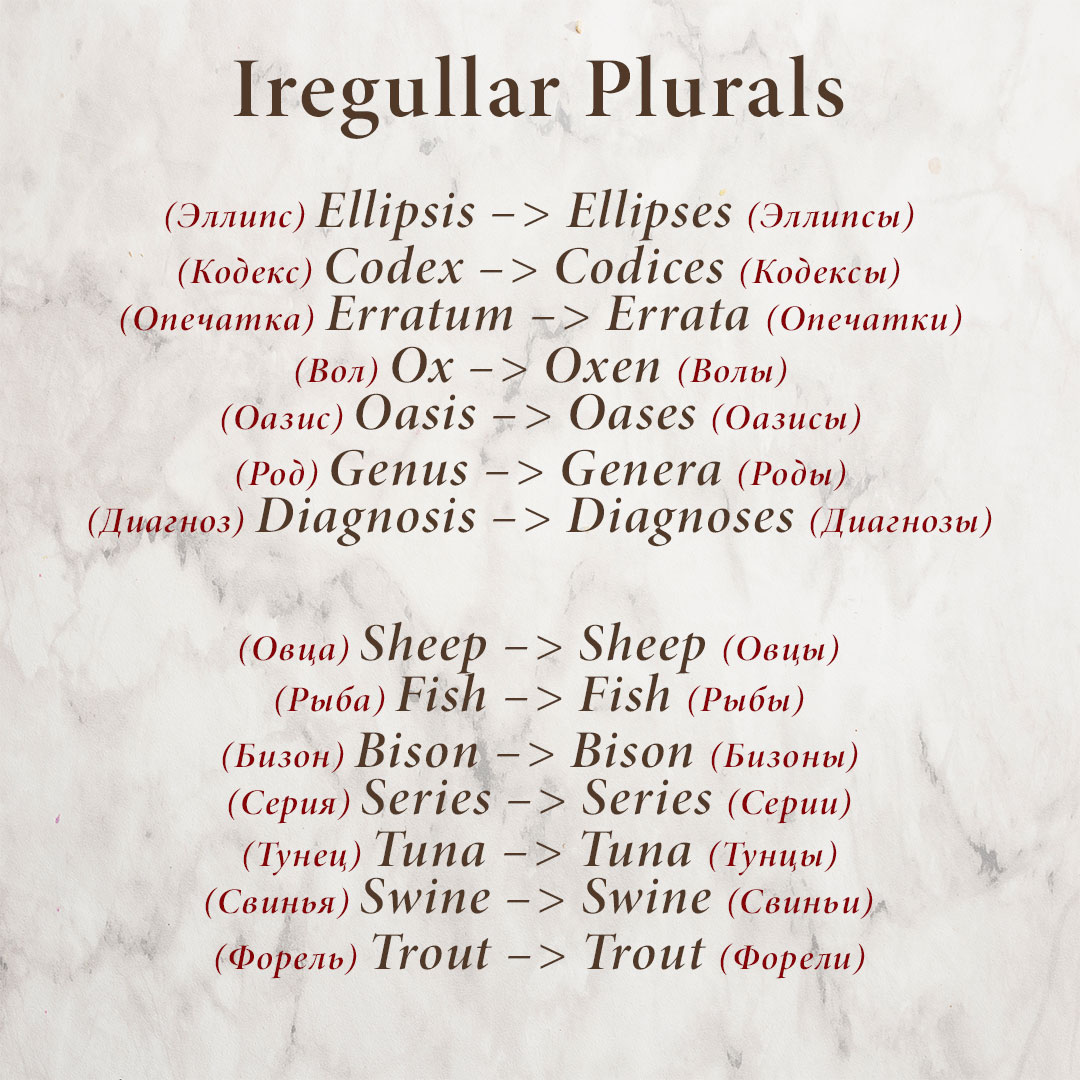 Iregullar Plurals
(Эллипс) Ellipsis –> Ellipses (Эллипсы)
(Кодекс) Codex –> Codices (Кодексы)
(Опечатка) Erratum –> Errata (Опечатки)
(Вол) Ox –> Oxen (Волы)
(Оазис) Oasis –> Oases (Оазисы)
(Род) Genus –> Genera (Роды)
(Диагноз) Diagnosis –> Diagnoses (Диагнозы)
(Овца) Sheep –> Sheep (Овцы)
(Рыба) Fish –> Fish (Рыбы)
(Бизон) Bison –> Bison (Бизоны)
(Серия) Series –> Series (Серии)
(Тунец) Tuna –> Tuna (Тунцы)
(Свинья) Swine –> Swine (Свиньи)
(Форель) Trout –> Trout (Форели)